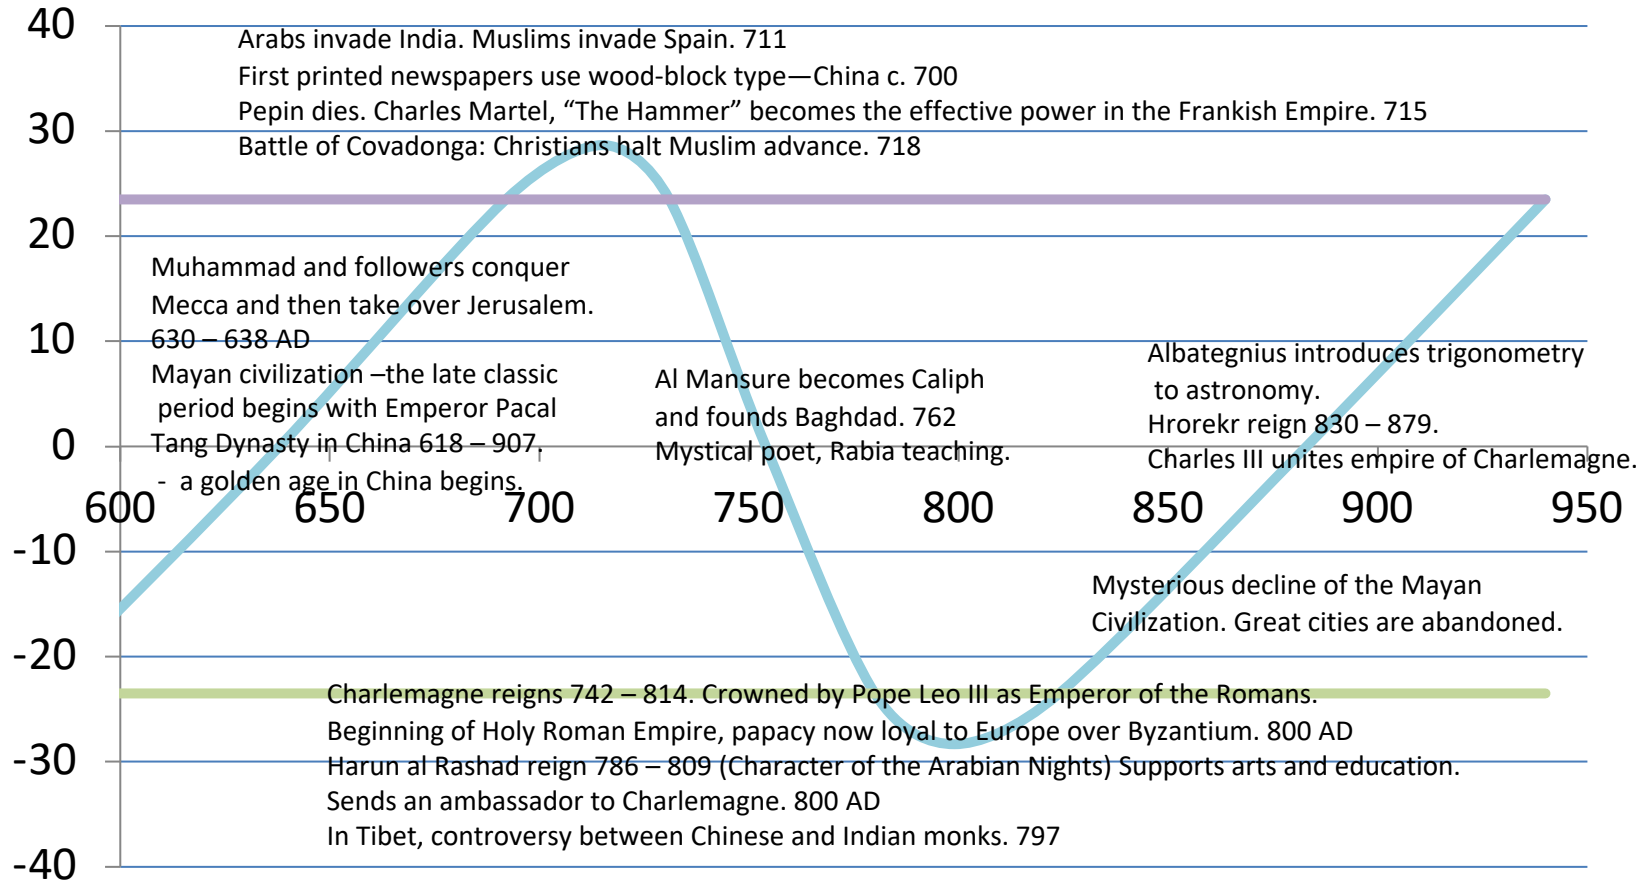 40
Arabs invade India. Muslims invade Spain. 711
First printed newspapers use wood-block type—China c. 700
Pepin dies. Charles Martel, “The Hammer” becomes the effective power in the Frankish Empire. 715
30
Battle of Covadonga: Christians halt Muslim advance. 718
20
Muhammad and followers conquer
Mecca and then take over Jerusalem.
630 – 638 AD
10
Mayan civilization –the late classic
period begins with Emperor Pacal
Tang Dynasty in China 618 – 907.
- a golden age in China begins.
Al Mansure becomes Caliph
and founds Baghdad. 762
Mystical poet, Rabia teaching.
Albategnius introduces trigonometry
to astronomy.
Hrorekr reign 830 – 879.
Charles III unites empire of Charlemagne.
0
600 650 700 750 800 850 900 950
-10
Mysterious decline of the Mayan
Civilization. Great cities are abandoned.
-20
Charlemagne reigns 742 – 814. Crowned by Pope Leo III as Emperor of the Romans.
Beginning of Holy Roman Empire, papacy now loyal to Europe over Byzantium. 800 AD
-30
Harun al Rashad reign 786 – 809 (Character of the Arabian Nights) Supports arts and education.
Sends an ambassador to Charlemagne. 800 AD
In Tibet, controversy between Chinese and Indian monks. 797
-40